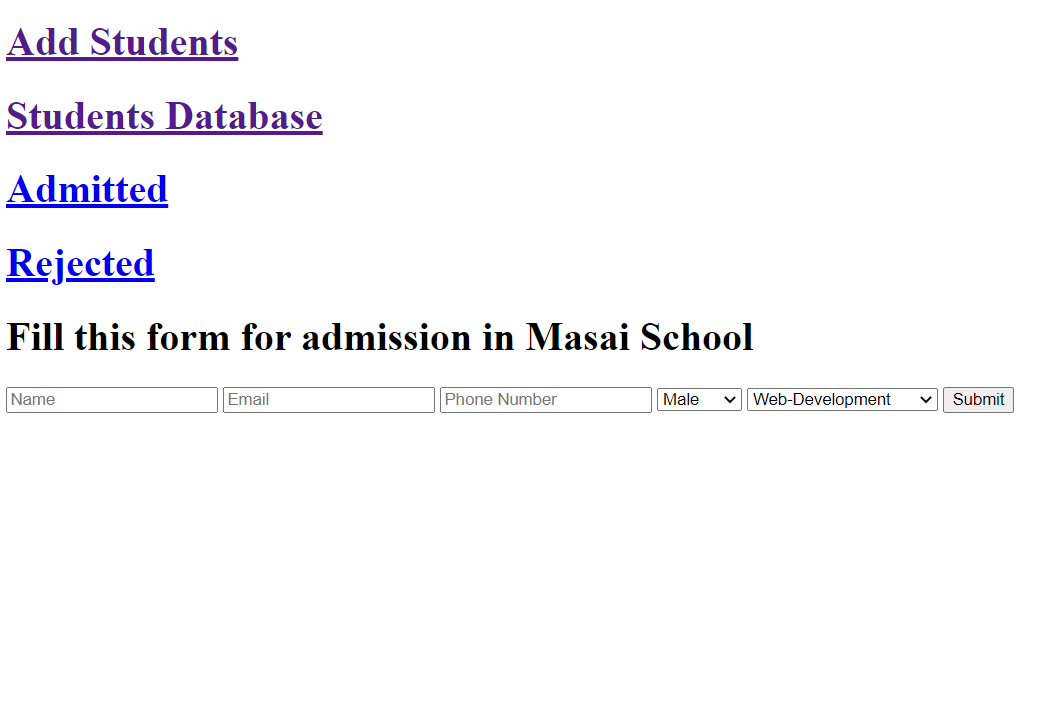 Add Students
Students Database
Admitted
Rejected
Fill this form for admission in Masai School
Name Email Phone Number Male Web-Development Submit